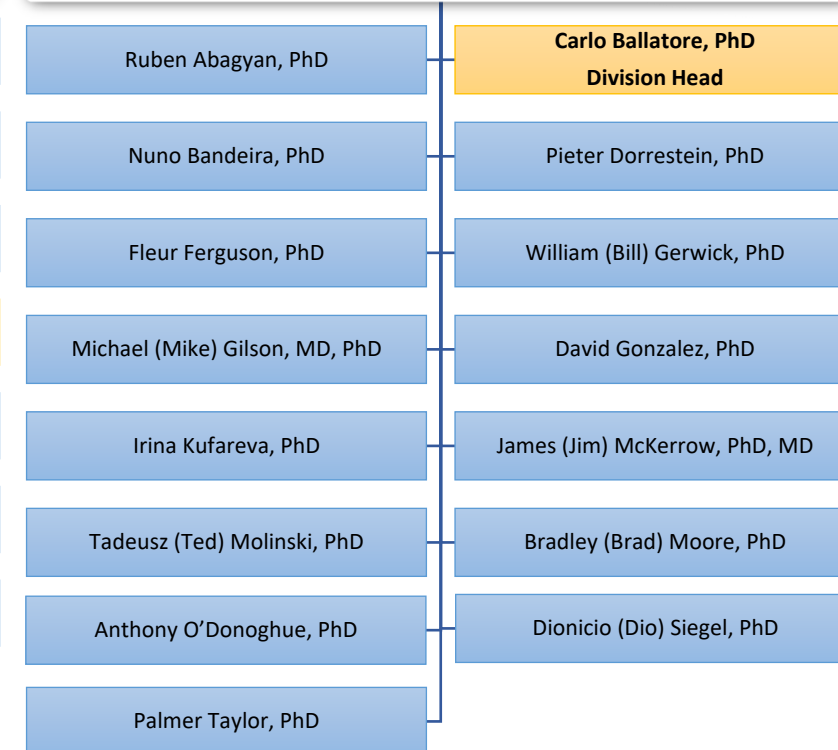 Ruben Abagyan, PhD
Carlo Ballatore, PhD
Division Head
Nuno Bandeira, PhD
Pieter Dorrestein, PhD
Fleur Ferguson, PhD
William (Bill) Gerwick, PhD
Michael (Mike) Gilson, MD, PhD
David Gonzalez, PhD
Irina Kufareva, PhD
James (Jim) McKerrow, PhD, MD
Tadeusz (Ted) Molinski, PhD
Bradley (Brad) Moore, PhD
Anthony O’Donoghue, PhD
Dionicio (Dio) Siegel, PhD
Palmer Taylor, PhD